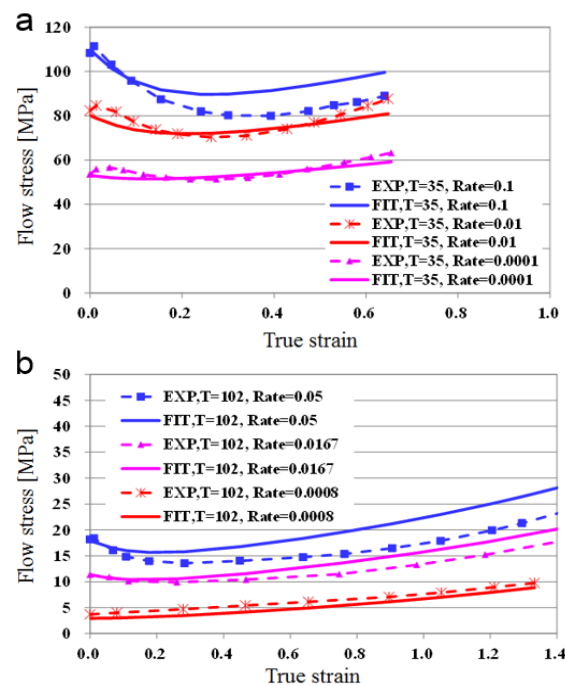 a
120
100
80
60
40
20
0
Flow stress [MPa]
EXP,T=35, Rate=0.1
FIT,T=35, Rate=0.1
EXP,T=35, Rate=0.01
FIT,T=35, Rate=0.01
EXP,T=35, Rate=0.0001
FIT,T=35, Rate=0.0001
0.0 0.2 0.4 0.6 0.8 1.0
True strain
b
50
45
40
35
30
25
20
15
10
5
0
Flow stress [MPa]
EXP,T=102, Rate=0.05
FIT,T=102, Rate=0.05
EXP,T=102, Rate=0.0167
FIT,T=102, Rate=0.0167
EXP,T=102, Rate=0.0008
FIT,T=102, Rate=0.0008
0.0 0.2 0.4 0.6 0.8 1.0 1.2 1.4
True strain